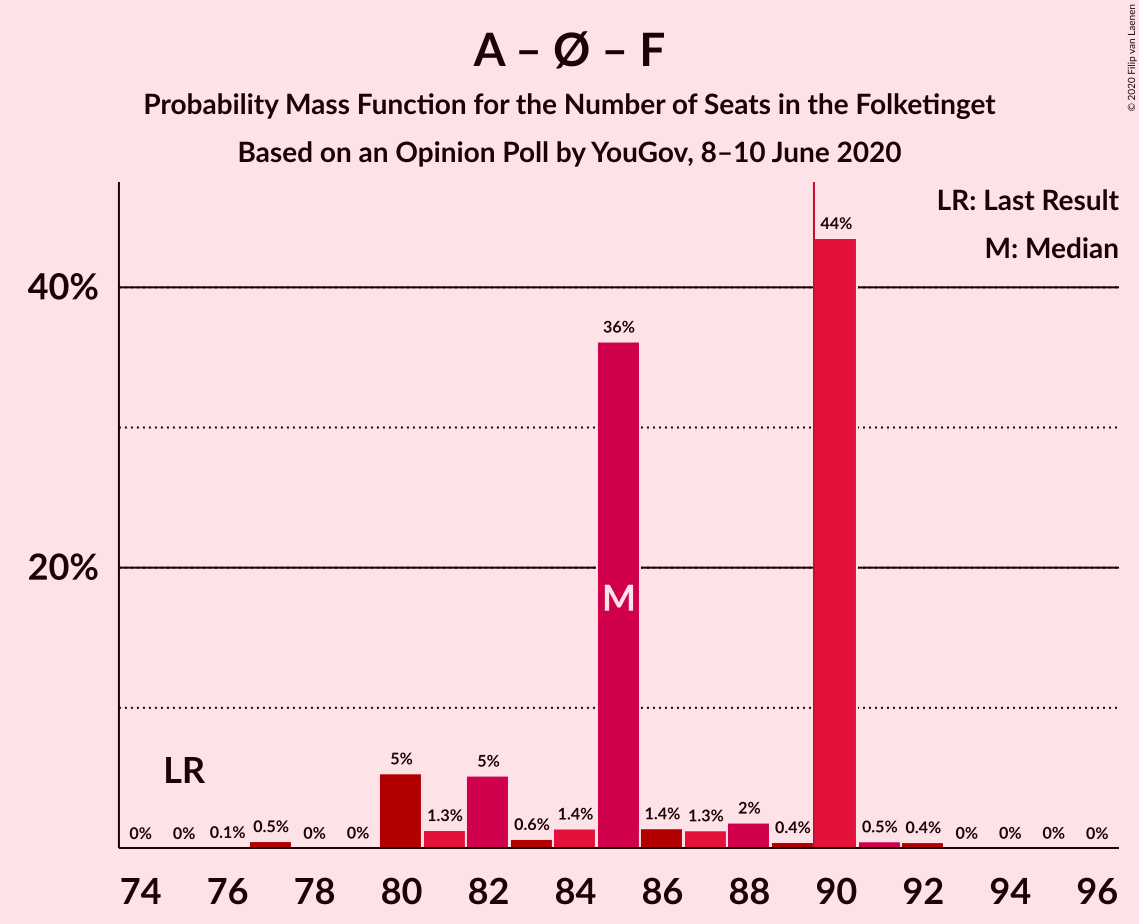 A – Ø – F
Probability Mass Function for the Number of Seats in the Folketinget
Based on an Opinion Poll by YouGov, 8–10 June 2020
© 2020 Filip van Laenen
LR: Last Result
M: Median
40%
20%
LR
M
0% 0% 0.1% 0.5% 0% 0% 5% 1.3% 5% 0.6% 1.4% 36% 1.4% 1.3% 2% 0.4% 44% 0.5% 0.4% 0% 0% 0% 0%
74 76 78 80 82 84 86 88 90 92 94 96